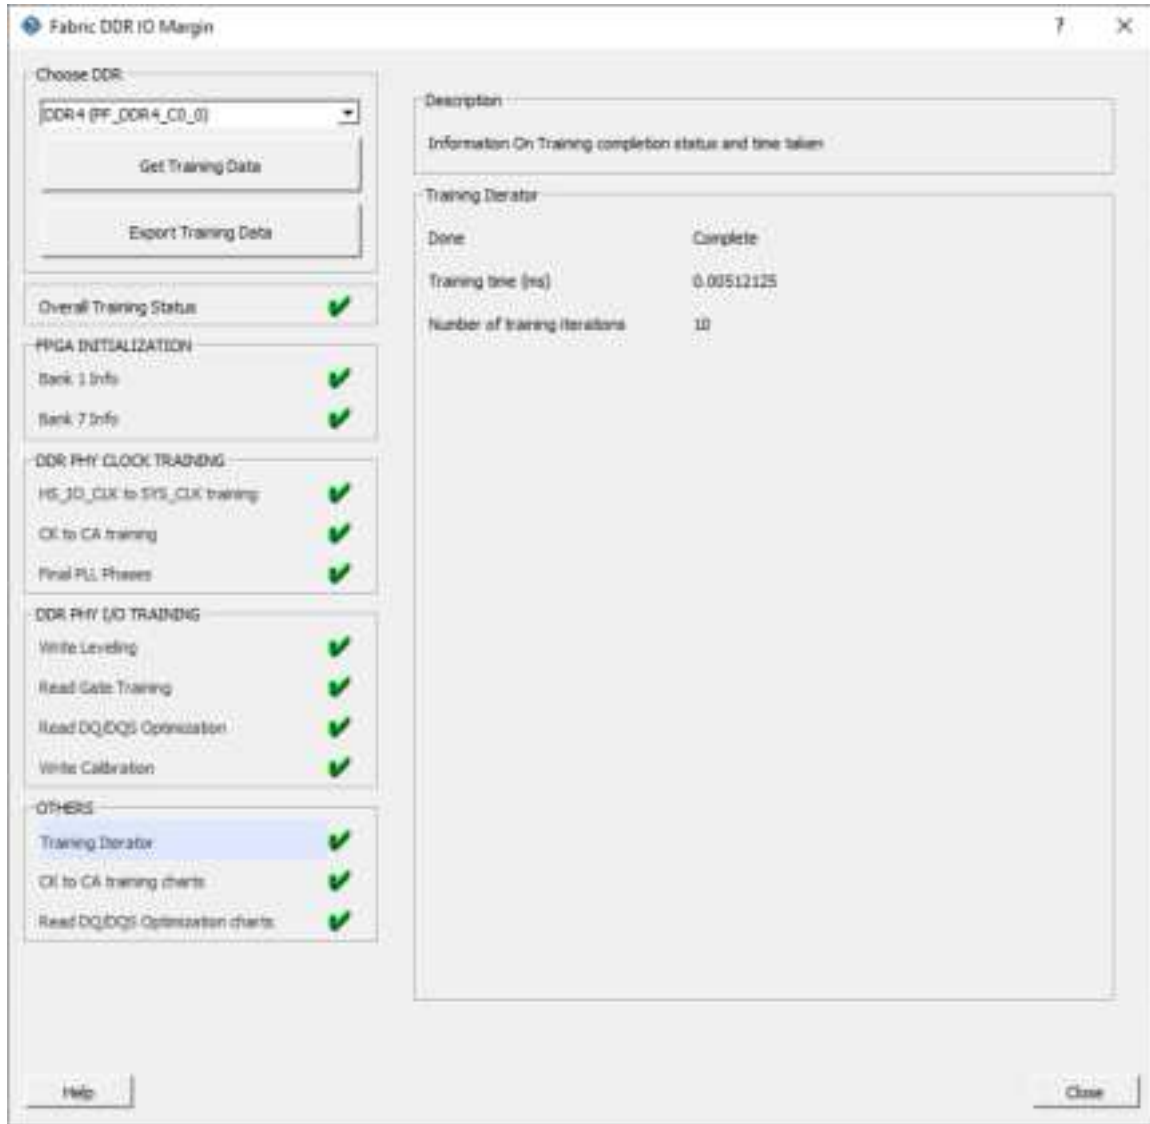 Fabric DDR IO Margin ? ×
Choose DDR
DDR4 (PF_DDR4_C0_0)
Get Training Data
Export Training Data
Overall Training Status
FPGA INITIALIZATION
Bank 1 Info
Bank 7 Info
DDR PHY CLOCK TRAINING
HS_IO_CLK to SYS_CLK training
CK to CA training
Final PLL Phases
DDR PHY I/O TRAINING
Write Leveling
Read Gate Training
Read DQ/DQS Optimization
Write Calibration
OTHERS
Training Iterator
CK to CA training charts
Read DQ/DQS Optimization charts
Description
Information On Training completion status and time taken
Training Iterator
Done Complete
Training time (ms) 0.00512125
Number of training iterations 10
Help
Close